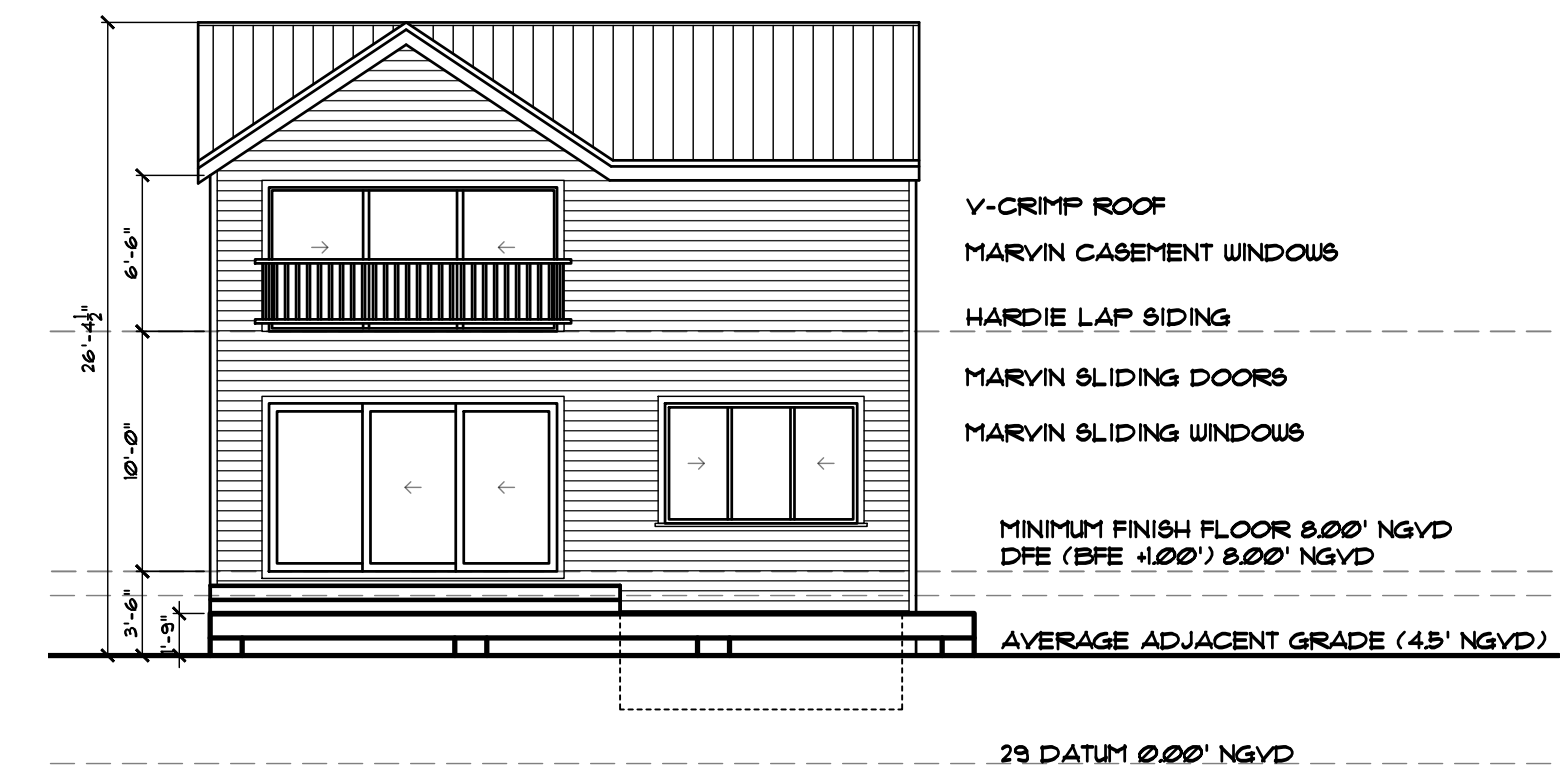 V-CRIMP ROOF
MARVIN CASEMENT WINDOWS
HARDIE LAP SIDING
MARVIN SLIDING DOORS
MARVIN SLIDING WINDOWS
MINIMUM FINISH FLOOR 8.00' NGVD
DFE (BFE +1.00') 8.00' NGVD
AVERAGE ADJACENT GRADE (4.5' NGVD)
29 DATUM 0.00' NGVD
26'-4½"
6'-6"
10'-0"
3'-6"
1'-9"